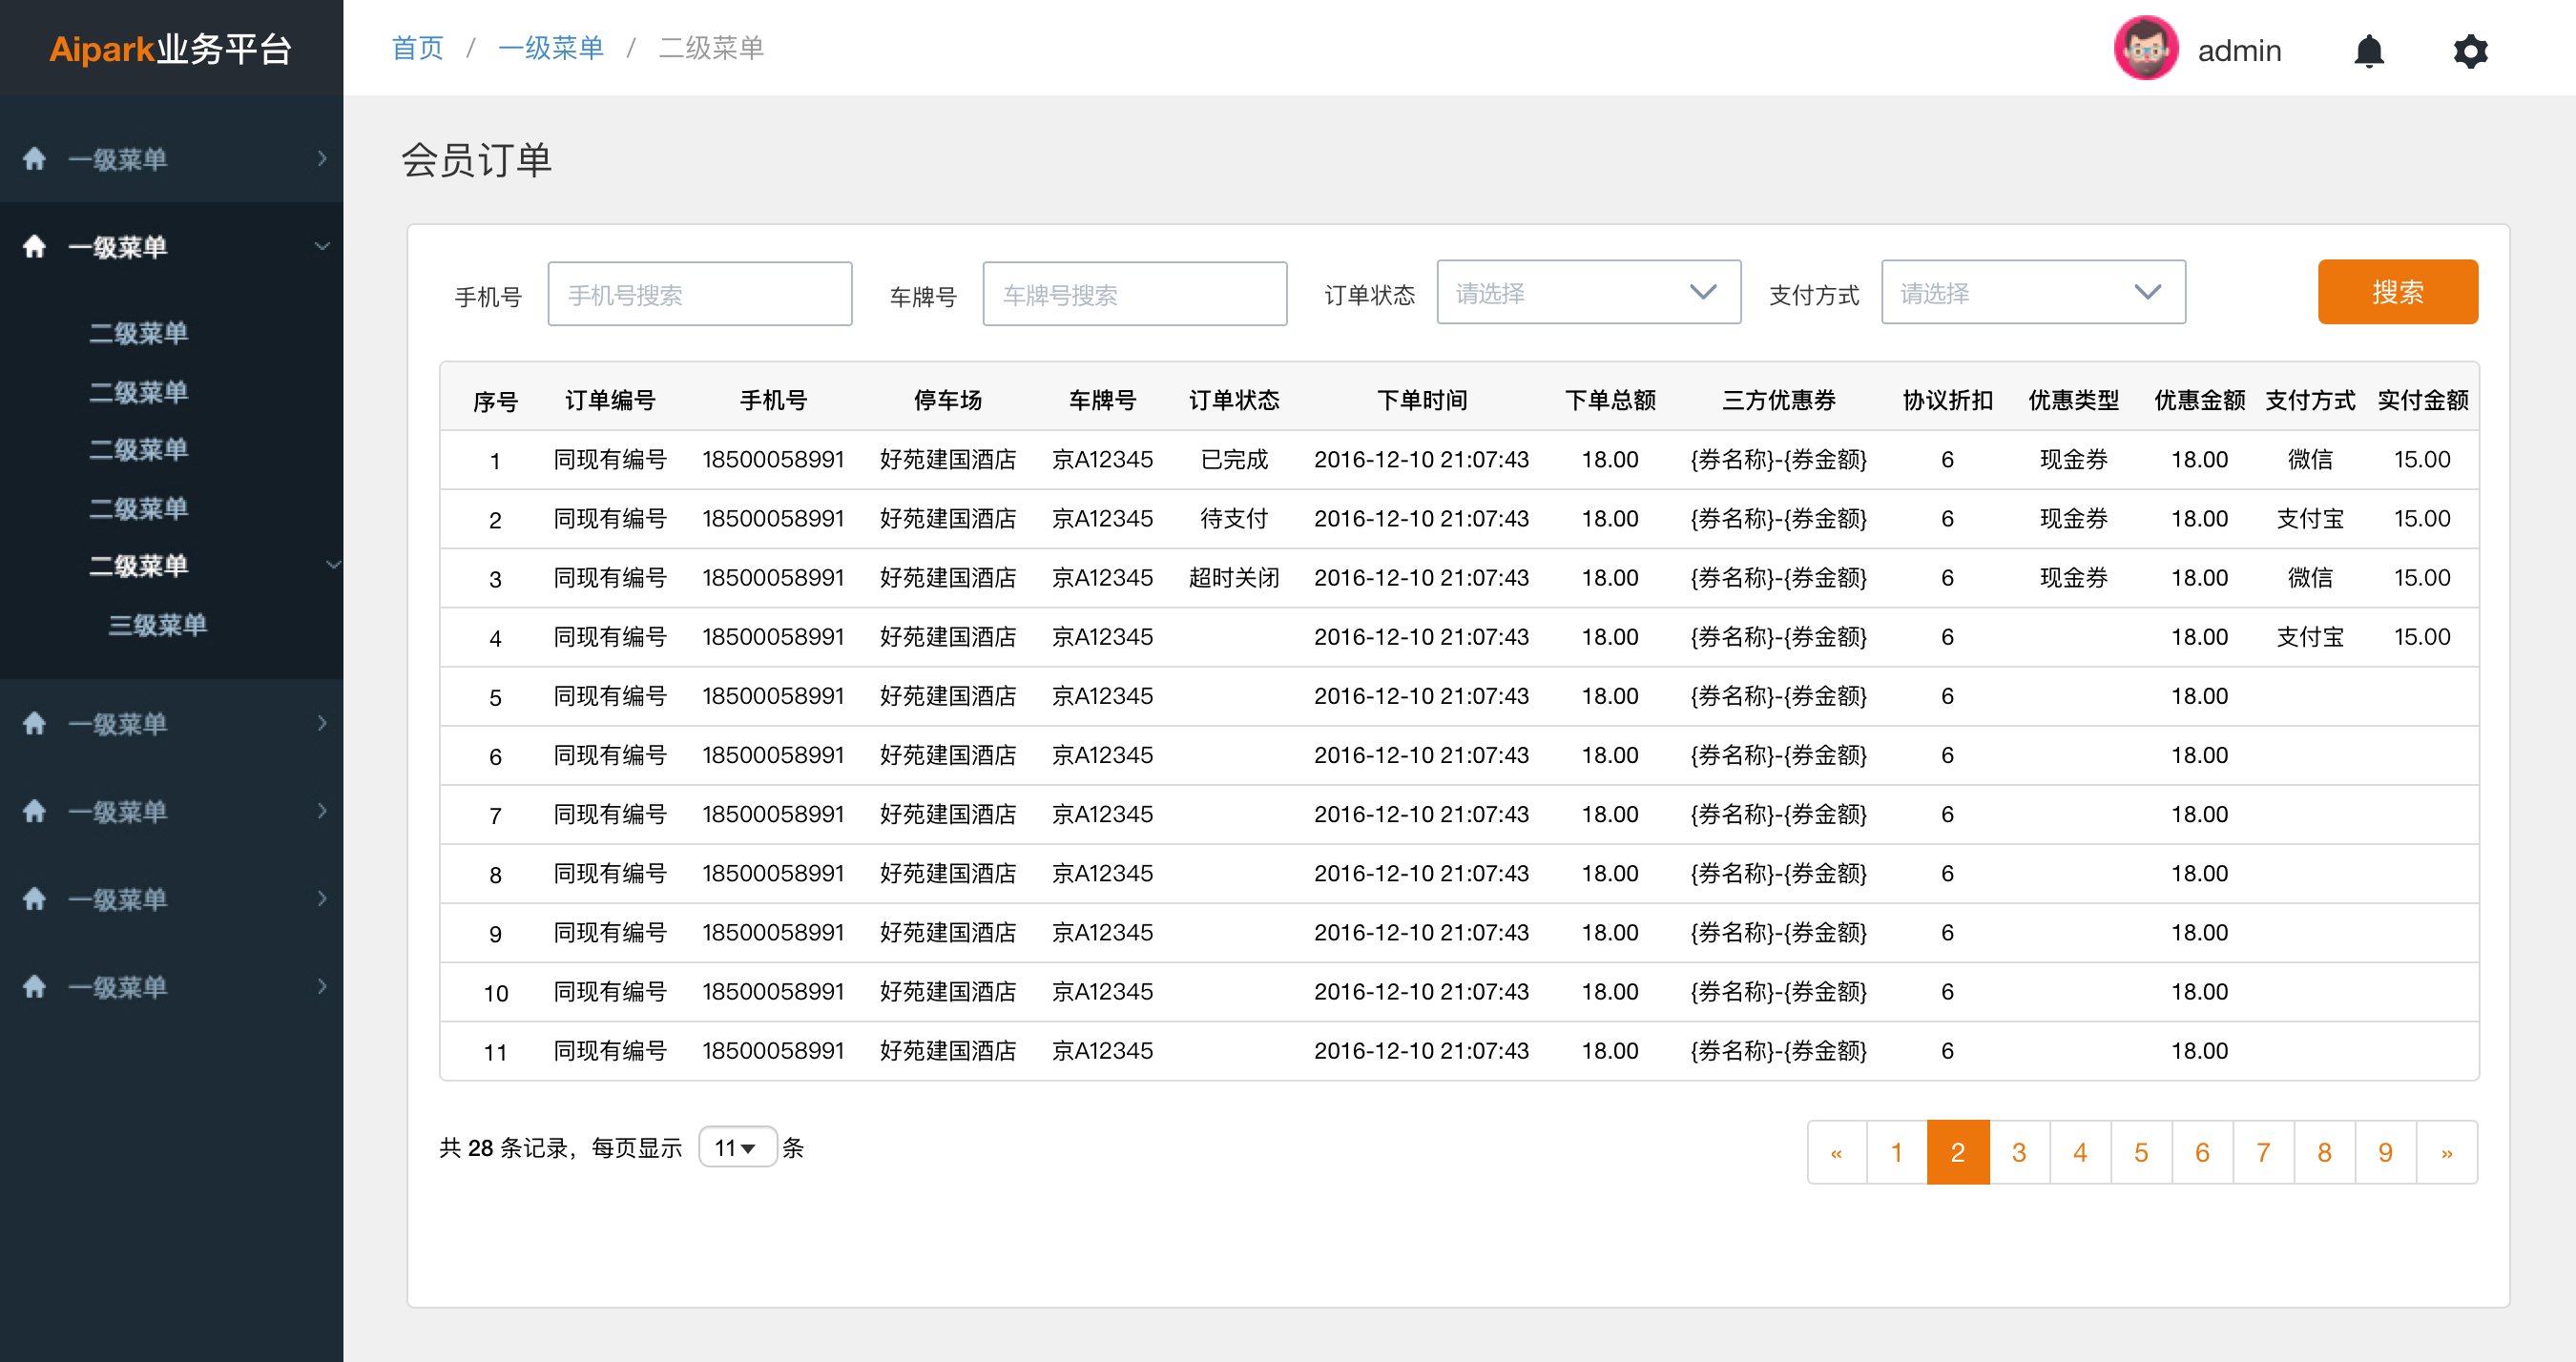 Aipark业务平台
首页 / 一级菜单 / 二级菜单
admin
一级菜单
一级菜单
二级菜单
二级菜单
二级菜单
二级菜单
二级菜单
三级菜单
一级菜单
一级菜单
一级菜单
一级菜单
会员订单
手机号 手机号搜索 车牌号 车牌号搜索 订单状态 请选择 支付方式 请选择 搜索
序号 订单编号 手机号 停车场 车牌号 订单状态 下单时间 下单总额 三方优惠券 协议折扣 优惠类型 优惠金额 支付方式 实付金额
1 同现有编号 18500058991 好苑建国酒店 京A12345 已完成 2016-12-10 21:07:43 18.00 {券名称}-{券金额} 6 现金券 18.00 微信 15.00
2 同现有编号 18500058991 好苑建国酒店 京A12345 待支付 2016-12-10 21:07:43 18.00 {券名称}-{券金额} 6 现金券 18.00 支付宝 15.00
3 同现有编号 18500058991 好苑建国酒店 京A12345 超时关闭 2016-12-10 21:07:43 18.00 {券名称}-{券金额} 6 现金券 18.00 微信 15.00
4 同现有编号 18500058991 好苑建国酒店 京A12345 2016-12-10 21:07:43 18.00 {券名称}-{券金额} 6 18.00 支付宝 15.00
5 同现有编号 18500058991 好苑建国酒店 京A12345 2016-12-10 21:07:43 18.00 {券名称}-{券金额} 6 18.00
6 同现有编号 18500058991 好苑建国酒店 京A12345 2016-12-10 21:07:43 18.00 {券名称}-{券金额} 6 18.00
7 同现有编号 18500058991 好苑建国酒店 京A12345 2016-12-10 21:07:43 18.00 {券名称}-{券金额} 6 18.00
8 同现有编号 18500058991 好苑建国酒店 京A12345 2016-12-10 21:07:43 18.00 {券名称}-{券金额} 6 18.00
9 同现有编号 18500058991 好苑建国酒店 京A12345 2016-12-10 21:07:43 18.00 {券名称}-{券金额} 6 18.00
10 同现有编号 18500058991 好苑建国酒店 京A12345 2016-12-10 21:07:43 18.00 {券名称}-{券金额} 6 18.00
11 同现有编号 18500058991 好苑建国酒店 京A12345 2016-12-10 21:07:43 18.00 {券名称}-{券金额} 6 18.00
共 28 条记录，每页显示 11 条
« 1 2 3 4 5 6 7 8 9 »